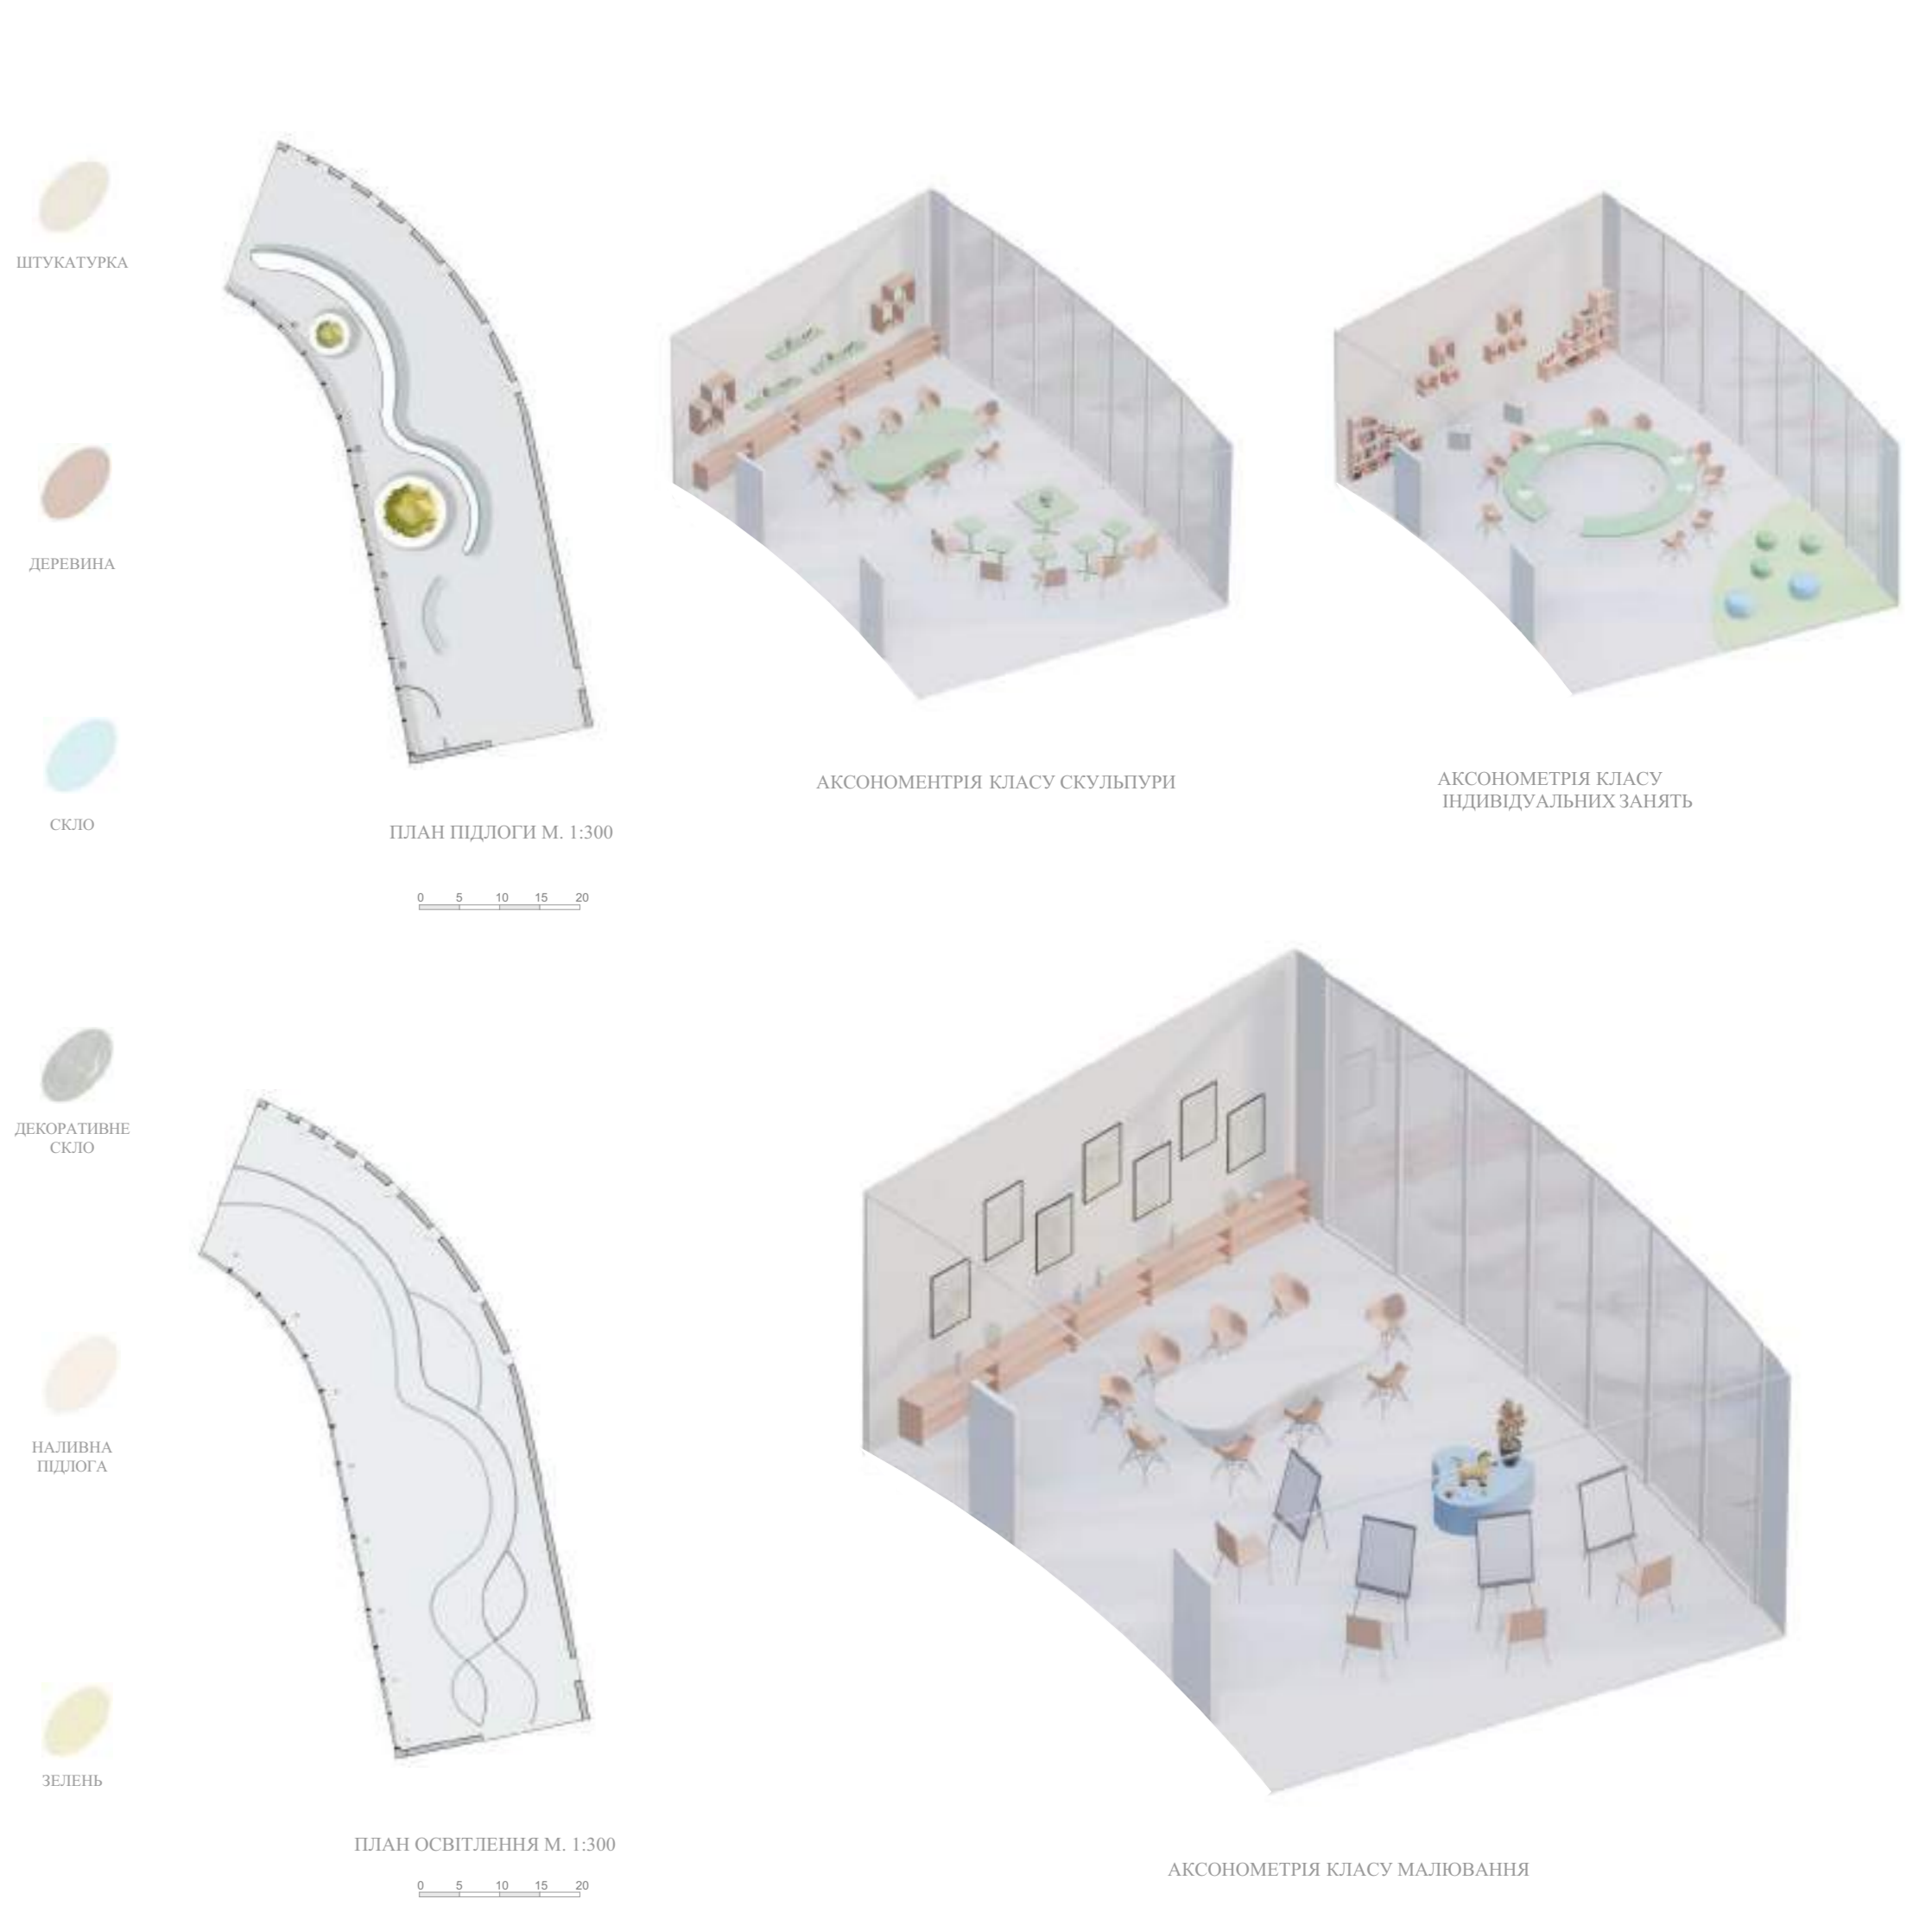 ШТУКАТУРКА
ДЕРЕВИНА
СКЛО
ПЛАН ПІДЛОГИ М. 1:300
0 5 10 15 20
АКСОНОМЕНТРІЯ КЛАСУ СКУЛЬПУРИ
АКСОНОМЕТРІЯ КЛАСУ
ІНДИВІДУАЛЬНИХ ЗАНЯТЬ
ДЕКОРАТИВНЕ
СКЛО
НАЛИВНА
ПІДЛОГА
ЗЕЛЕНЬ
ПЛАН ОСВІТЛЕННЯ М. 1:300
0 5 10 15 20
АКСОНОМЕТРІЯ КЛАСУ МАЛЮВАННЯ